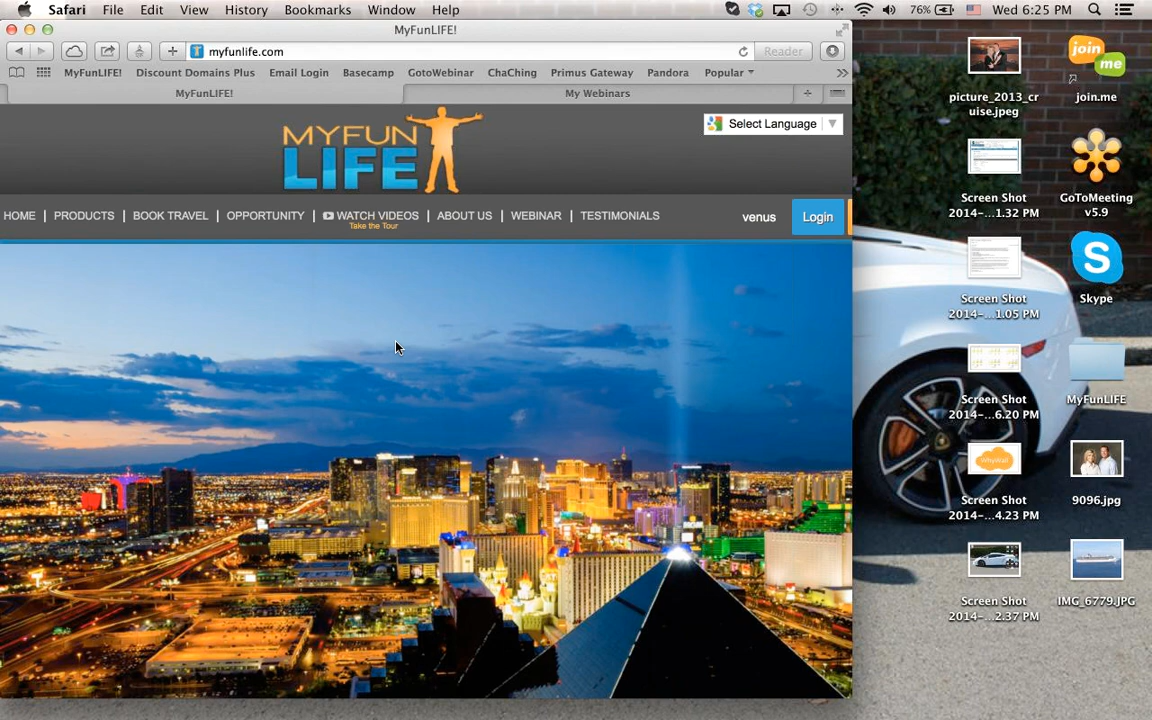 Safari File Edit View History Bookmarks Window Help 76% Wed 6:25 PM
MyFunLIFE!
myfunlife.com Reader
MyFunLIFE! Discount Domains Plus Email Login Basecamp GotoWebinar ChaChing Primus Gateway Pandora Popular
MyFunLIFE! My Webinars
Select Language
MYFUN
LIFE
HOME | PRODUCTS | BOOK TRAVEL | OPPORTUNITY | WATCH VIDEOS | ABOUT US | WEBINAR | TESTIMONIALS venus Login
Take the Tour
picture_2013_cr
uise.jpeg
join
me
join.me
Screen Shot
2014-...1.32 PM
GoToMeeting
v5.9
Screen Shot
2014-...1.05 PM
Skype
Screen Shot
2014-...6.20 PM
MyFunLIFE
WhyWait
Screen Shot
2014-...4.23 PM
9096.jpg
Screen Shot
2014-...2.37 PM
IMG_6779.JPG